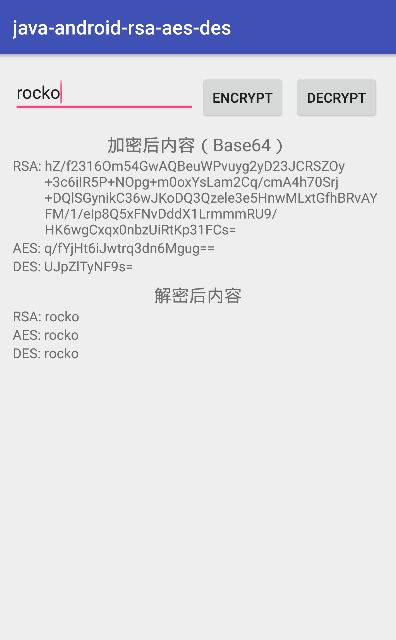 java-android-rsa-aes-des
rocko
ENCRYPT
DECRYPT
加密后内容（Base64）
RSA: hZ/f2316Om54GwAQBeuWPvuyg2yD23JCRSZOy
+3c6iIR5P+NOpg+m0oxYsLam2Cq/cmA4h70Srj
+DQlSGynikC36wJKoDQ3Qzele3e5HnwMLxtGfhBRvAY
FM/1/eIp8Q5xFNvDddX1LrmmmRU9/
HK6wgCxqx0nbzUiRtKp31FCs=
AES: q/fYjHt6iJwtrq3dn6Mgug==
DES: UJpZlTyNF9s=
解密后内容
RSA: rocko
AES: rocko
DES: rocko